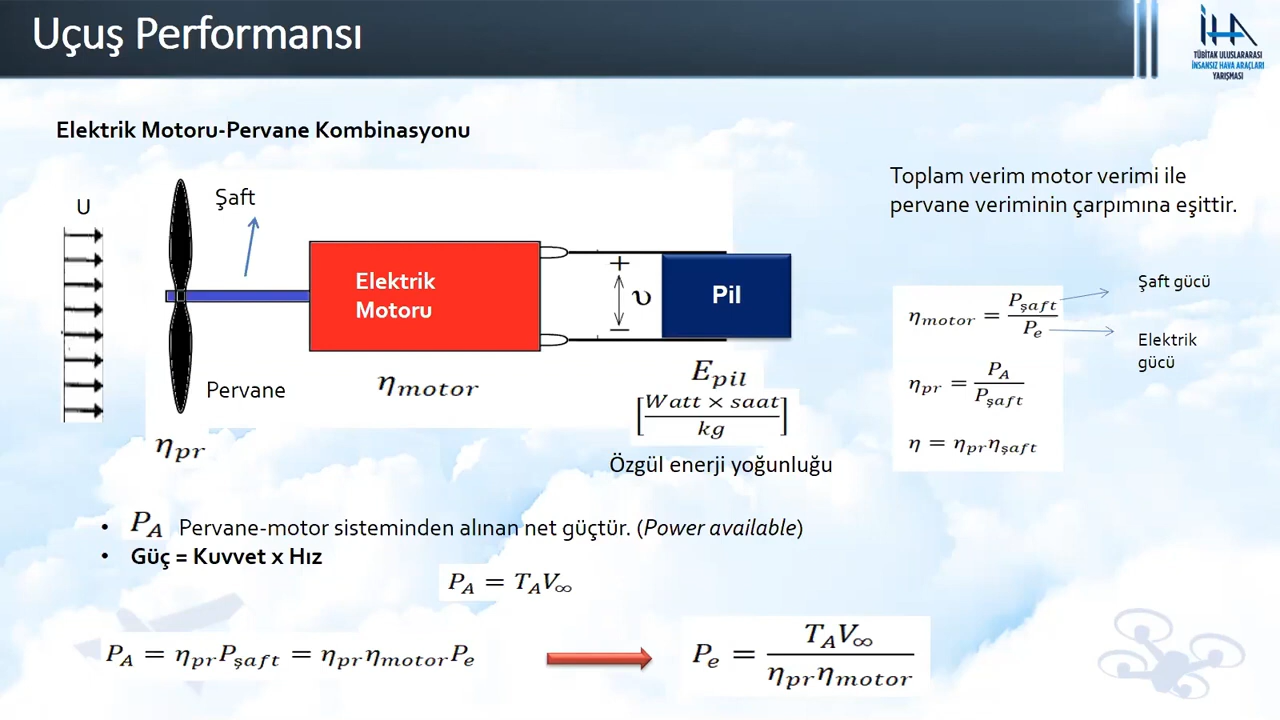 Uçuş Performansı
İHA
TÜBİTAK ULUSLARARASI
İNSANSIZ HAVA ARAÇLARI
YARIŞMASI
Elektrik Motoru-Pervane Kombinasyonu
Toplam verim motor verimi ile
pervane veriminin çarpımına eşittir.
U
Şaft
Elektrik
Motoru
+
υ
−
Pil
Pervane
η_pr
η_motor
E_pil
[Watt × saat / kg]
Özgül enerji yoğunluğu
η_motor = P_şaft / P_e
Şaft gücü
Elektrik
gücü
η_pr = P_A / P_şaft
η = η_pr η_şaft
• P_A Pervane-motor sisteminden alınan net güçtür. (Power available)
• Güç = Kuvvet x Hız
P_A = T_A V_∞
P_A = η_pr P_şaft = η_pr η_motor P_e
P_e = T_A V_∞ / η_pr η_motor